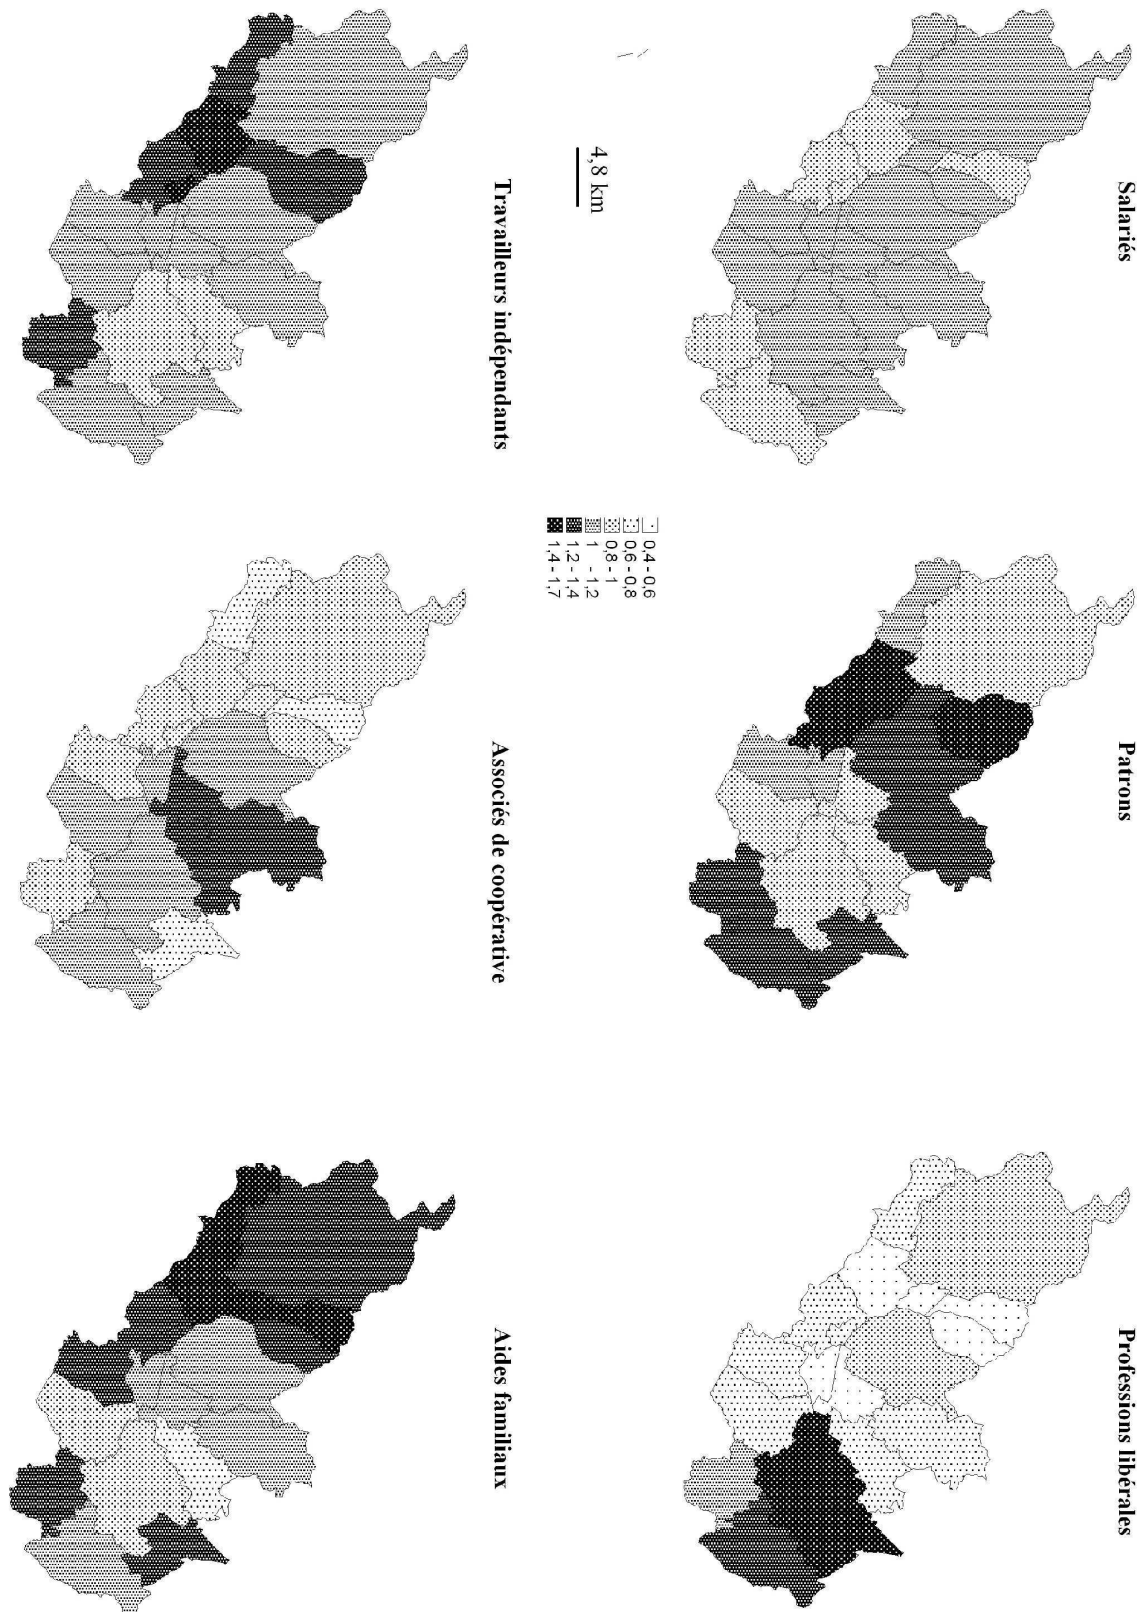 Salariés
Patrons
Professions libérales
4,8 km
0,4 - 0,6
0,6 - 0,8
0,8 - 1
1 - 1,2
1,2 - 1,4
1,4 - 1,7
Travailleurs indépendants
Associés de coopérative
Aides familiaux